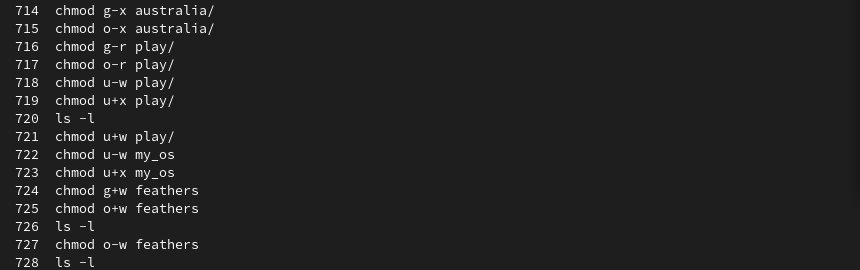 714 chmod g-x australia/
715 chmod o-x australia/
716 chmod g-r play/
717 chmod o-r play/
718 chmod u-w play/
719 chmod u+x play/
720 ls -l
721 chmod u+w play/
722 chmod u-w my_os
723 chmod u+x my_os
724 chmod g+w feathers
725 chmod o+w feathers
726 ls -l
727 chmod o-w feathers
728 ls -l